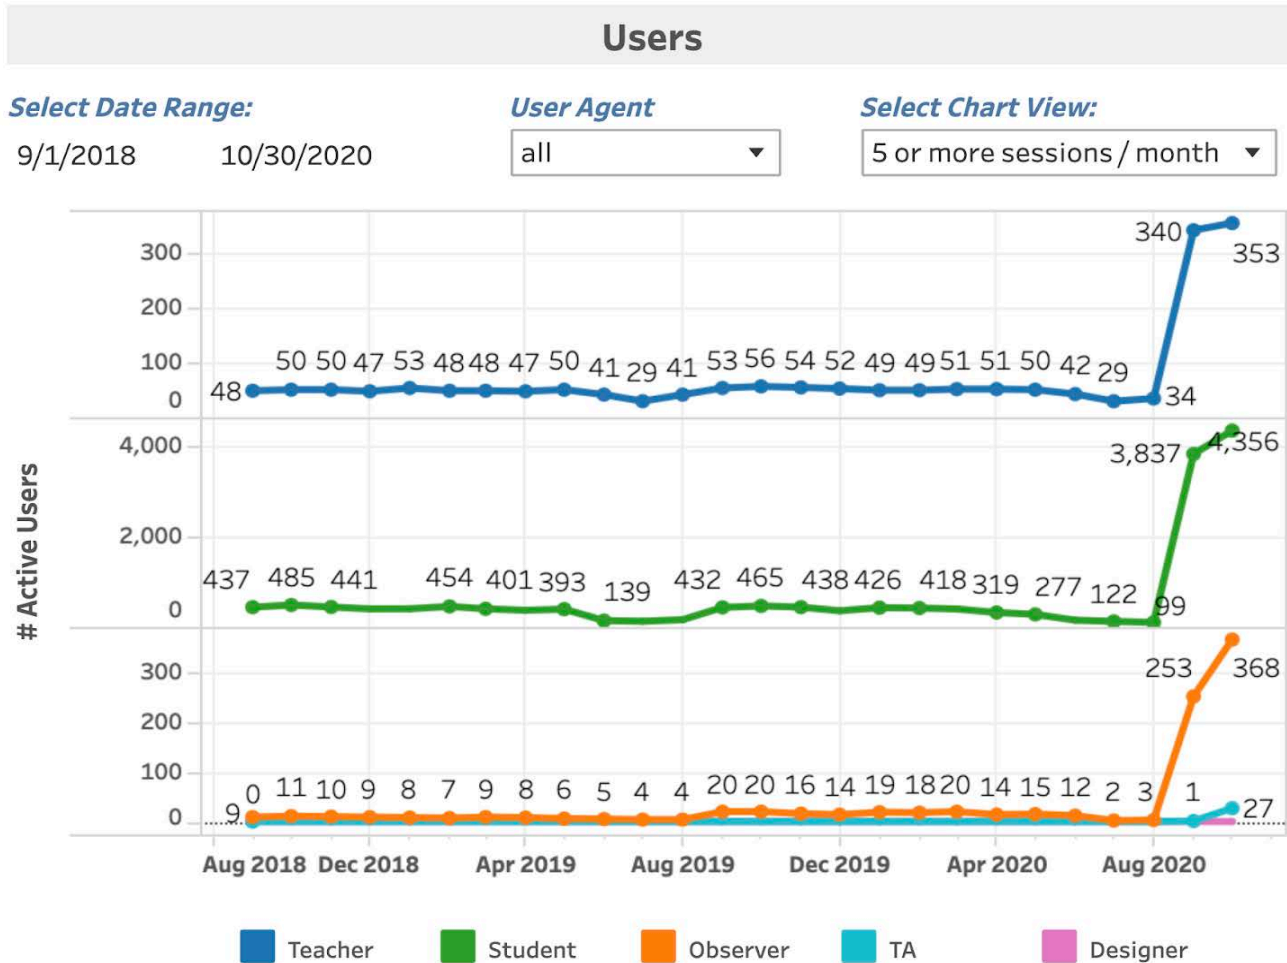 Users
Select Date Range: User Agent Select Chart View:
9/1/2018 10/30/2020 all 5 or more sessions / month
# Active Users
300
200
100
0
48 50 50 47 53 48 48 47 50 41 29 41 53 56 54 52 49 49 51 51 50 42 29 34 340 353
4,000
2,000
0
437 485 441 454 401 393 139 432 465 438 426 418 319 277 122 99 3,837 4,356
300
200
100
0
9 0 11 10 9 8 7 9 8 6 5 4 4 20 20 16 14 19 18 20 14 15 12 2 3 253 1 368 27
Aug 2018 Dec 2018 Apr 2019 Aug 2019 Dec 2019 Apr 2020 Aug 2020
Teacher Student Observer TA Designer